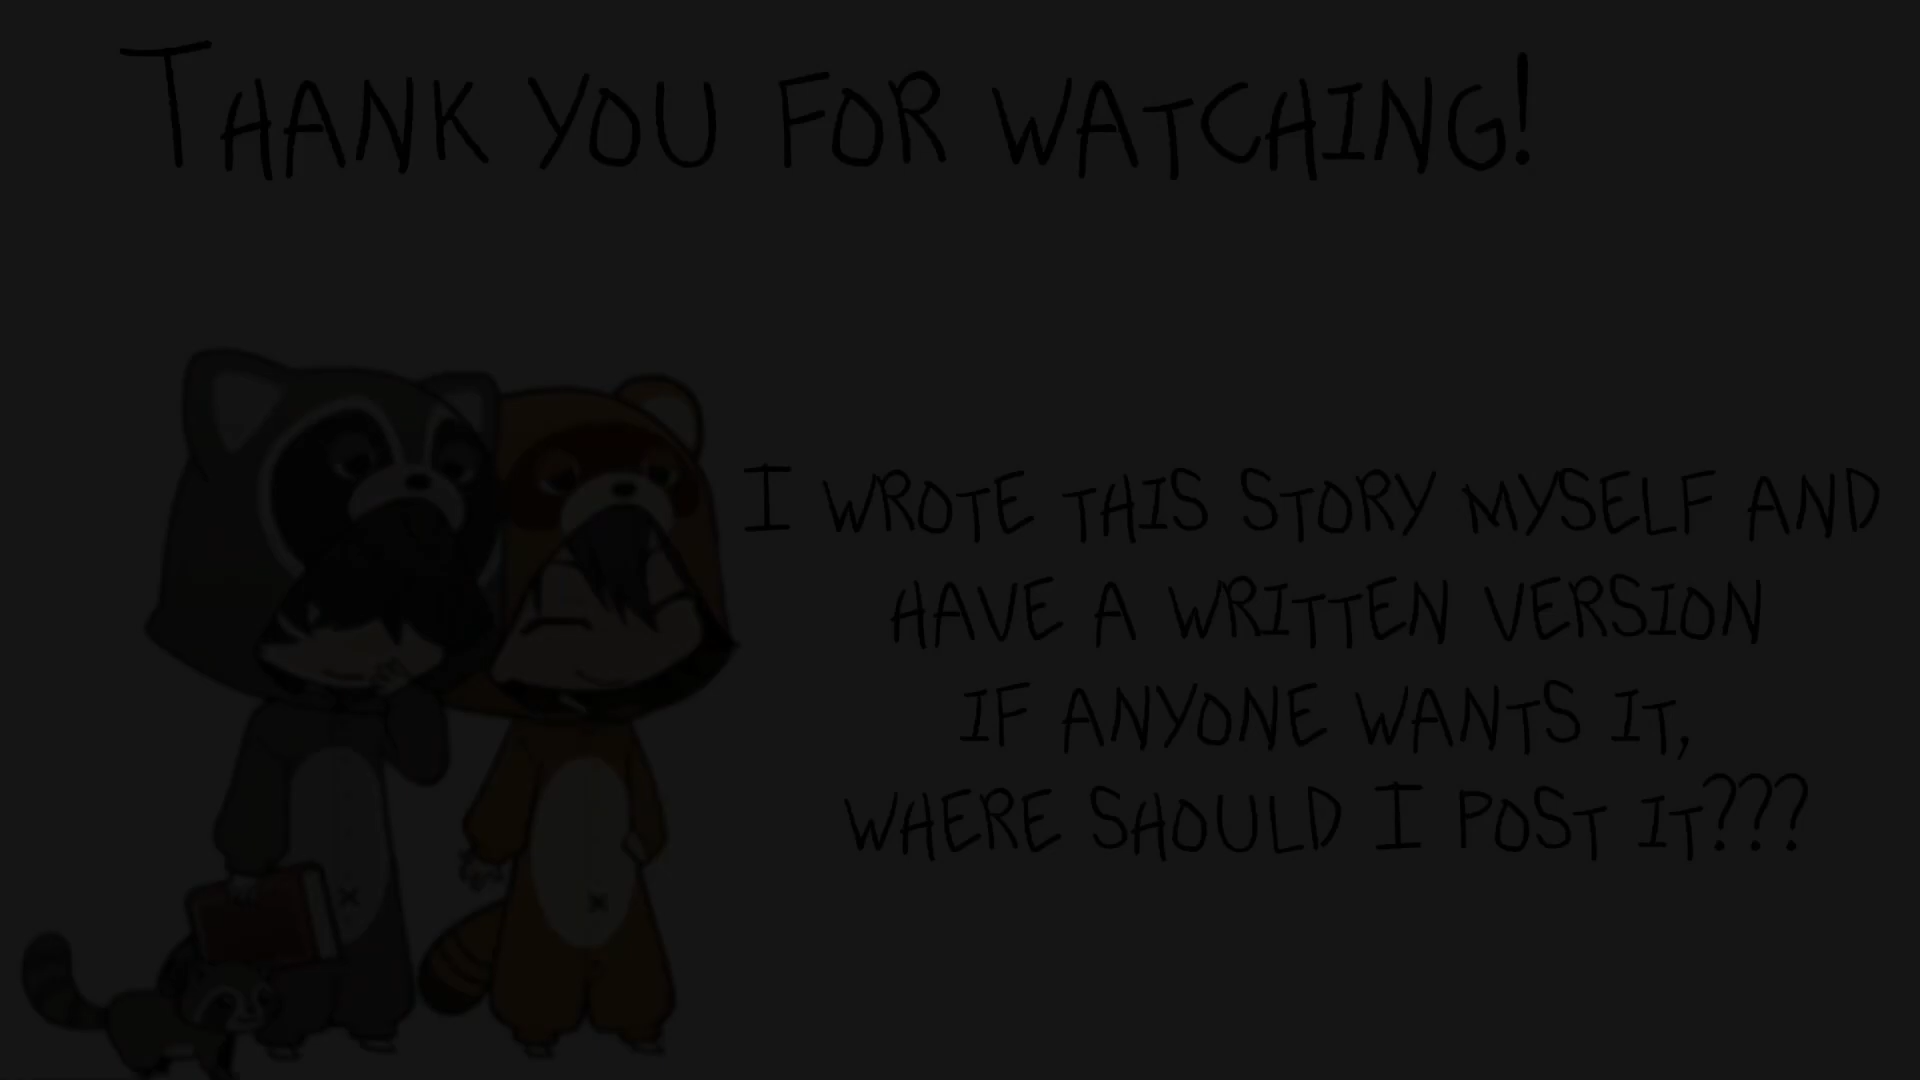 Thank you for watching!
I wrote this story myself and
have a written version
if anyone wants it,
where should I post it???